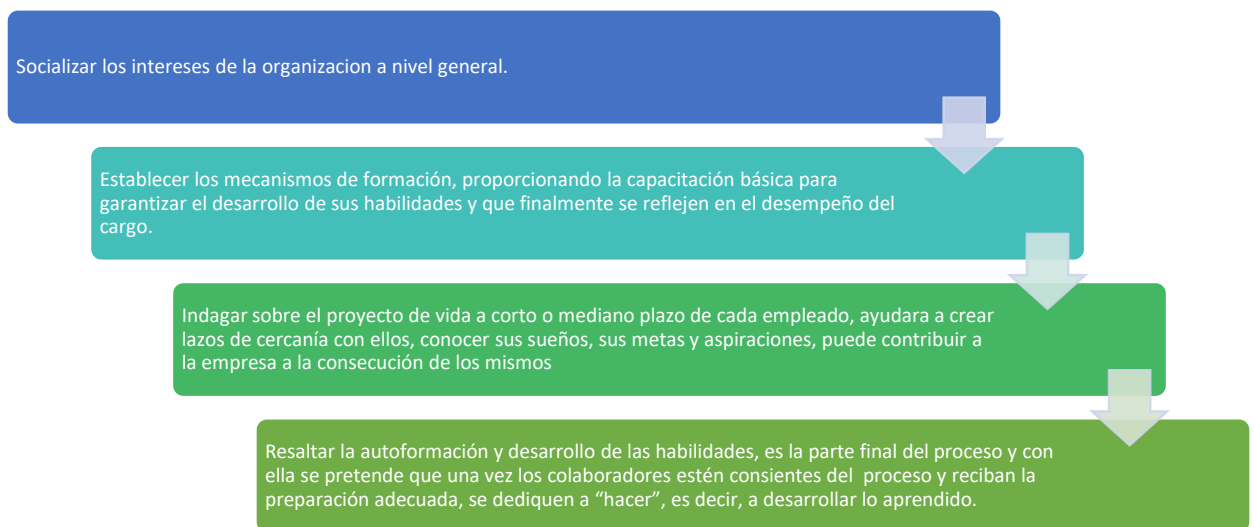 Socializar los intereses de la organizacion a nivel general.
Establecer los mecanismos de formación, proporcionando la capacitación básica para
garantizar el desarrollo de sus habilidades y que finalmente se reflejen en el desempeño del
cargo.
Indagar sobre el proyecto de vida a corto o mediano plazo de cada empleado, ayudara a crear
lazos de cercanía con ellos, conocer sus sueños, sus metas y aspiraciones, puede contribuir a
la empresa a la consecución de los mismos
Resaltar la autoformación y desarrollo de las habilidades, es la parte final del proceso y con
ella se pretende que una vez los colaboradores estén consientes del  proceso y reciban la
preparación adecuada, se dediquen a “hacer”, es decir, a desarrollar lo aprendido.